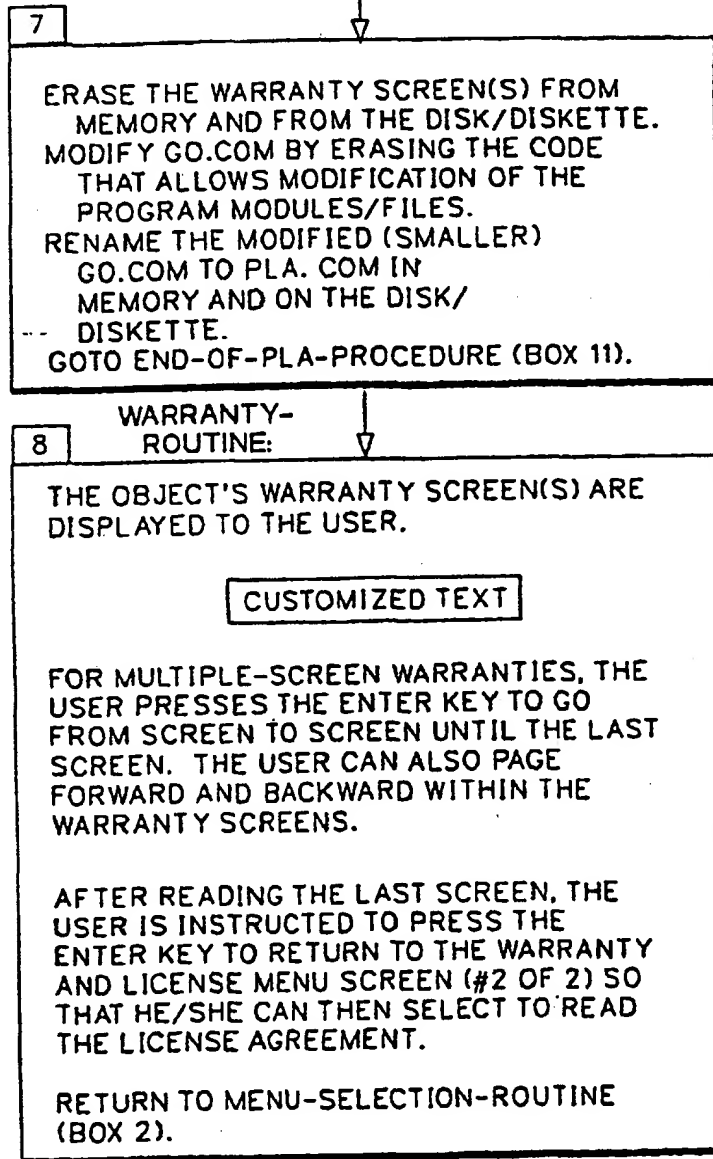 7
ERASE THE WARRANTY SCREEN(S) FROM
MEMORY AND FROM THE DISK/DISKETTE.
MODIFY GO.COM BY ERASING THE CODE
THAT ALLOWS MODIFICATION OF THE
PROGRAM MODULES/FILES.
RENAME THE MODIFIED (SMALLER)
GO.COM TO PLA. COM IN
MEMORY AND ON THE DISK/
DISKETTE.
GOTO END-OF-PLA-PROCEDURE (BOX 11).
WARRANTY-
8 ROUTINE:
THE OBJECT'S WARRANTY SCREEN(S) ARE
DISPLAYED TO THE USER.
CUSTOMIZED TEXT
FOR MULTIPLE-SCREEN WARRANTIES, THE
USER PRESSES THE ENTER KEY TO GO
FROM SCREEN TO SCREEN UNTIL THE LAST
SCREEN. THE USER CAN ALSO PAGE
FORWARD AND BACKWARD WITHIN THE
WARRANTY SCREENS.
AFTER READING THE LAST SCREEN, THE
USER IS INSTRUCTED TO PRESS THE
ENTER KEY TO RETURN TO THE WARRANTY
AND LICENSE MENU SCREEN (#2 OF 2) SO
THAT HE/SHE CAN THEN SELECT TO READ
THE LICENSE AGREEMENT.
RETURN TO MENU-SELECTION-ROUTINE
(BOX 2).